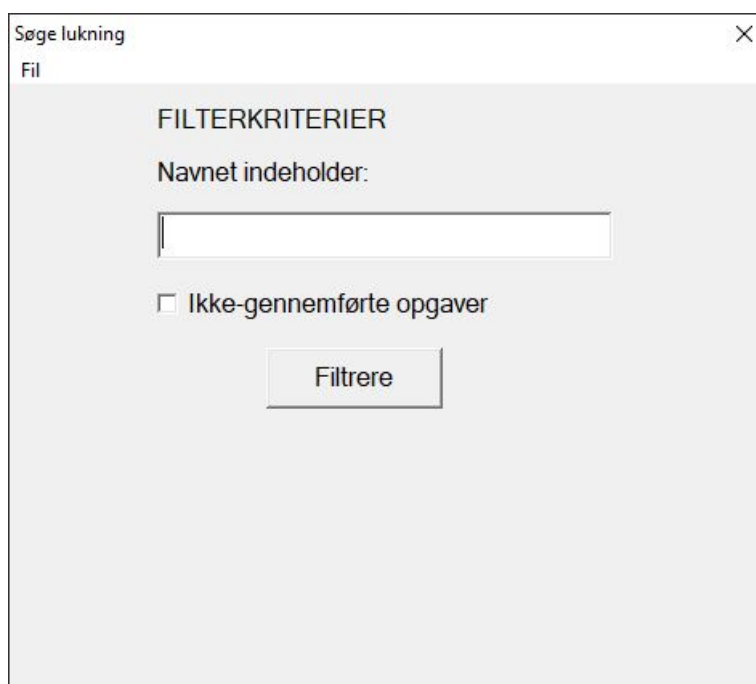 Søge lukning
Fil
FILTERKRITERIER
Navnet indeholder:
Ikke-gennemførte opgaver
Filtrere